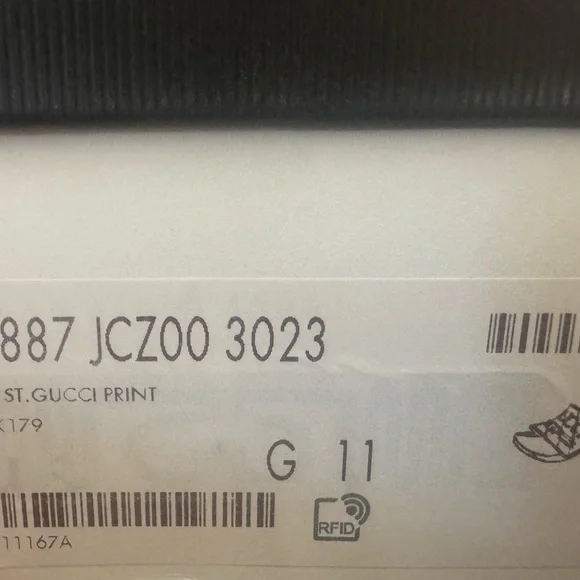 887 JCZ00 3023
ST.GUCCI PRINT
K179
G 11
RFID
11167A